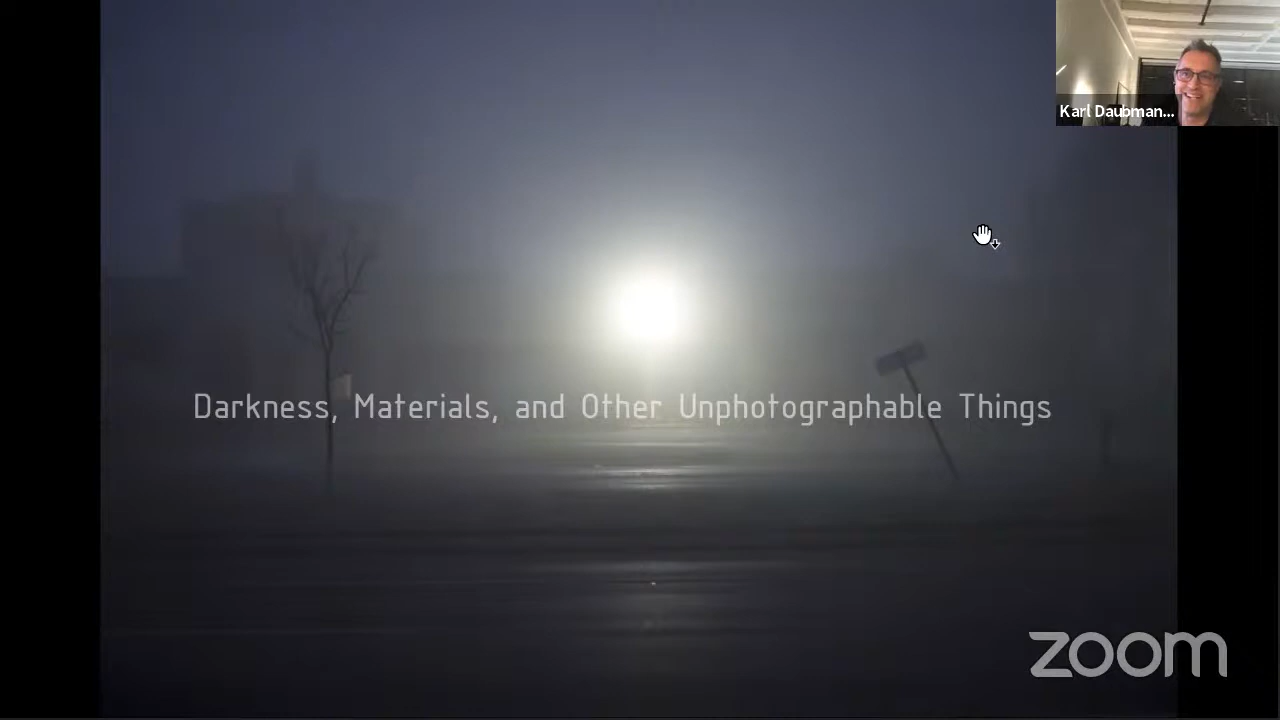 Karl Daubman...
Darkness, Materials, and Other Unphotographable Things
zoom